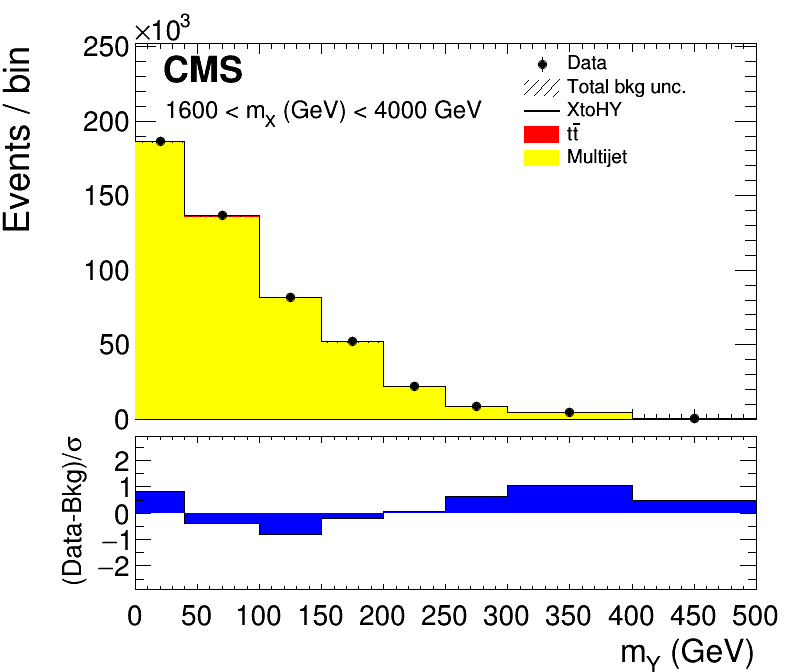 ×10³
250
200
150
100
50
0
Events / bin
CMS
1600 < m_X (GeV) < 4000 GeV
Data
Total bkg unc.
XtoHY
tt̄
Multijet
2
1
0
−1
−2
(Data-Bkg)/σ
0 50 100 150 200 250 300 350 400 450 500
m_Y (GeV)